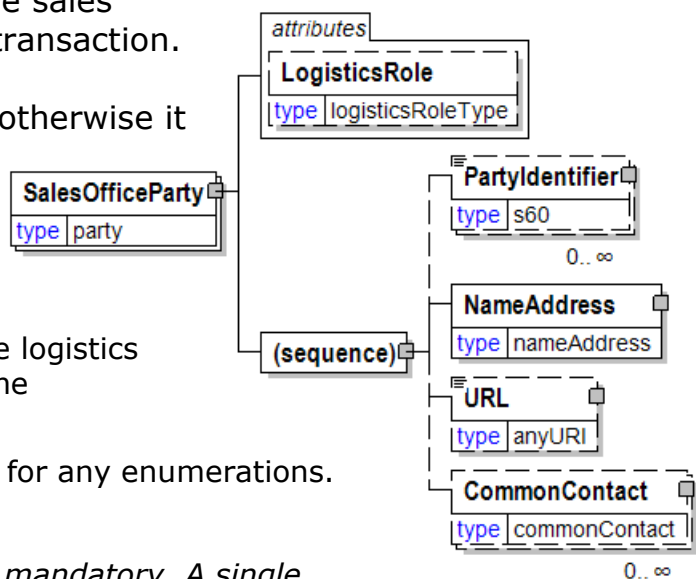 e sales
transaction.
otherwise it
e logistics
ne
for any enumerations.
mandatory. A single
attributes
LogisticsRole
type logisticsRoleType
SalesOfficeParty
type party
(sequence)
PartyIdentifier
type s60
0.. ∞
NameAddress
type nameAddress
URL
type anyURI
CommonContact
type commonContact
0.. ∞